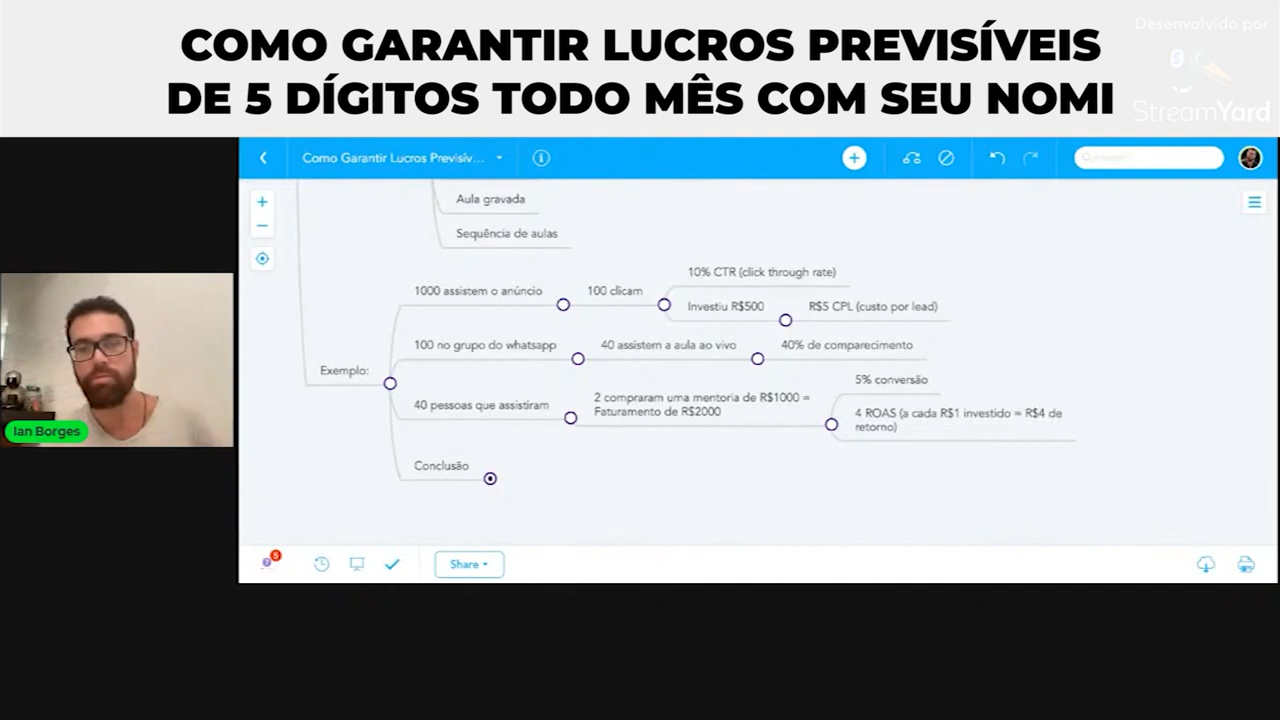 COMO GARANTIR LUCROS PREVISÍVEIS
DE 5 DÍGITOS TODO MÊS COM SEU NOMI
Desenvolvido por
StreamYard
Como Garantir Lucros Previsív...
Aula gravada
Sequência de aulas
Exemplo:
1000 assistem o anúncio
100 clicam
10% CTR (click through rate)
Investiu R$500
R$5 CPL (custo por lead)
100 no grupo do whatsapp
40 assistem a aula ao vivo
40% de comparecimento
40 pessoas que assistiram
2 compraram uma mentoria de R$1000 =
Faturamento de R$2000
5% conversão
4 ROAS (a cada R$1 investido = R$4 de
retorno)
Conclusão
Ian Borges
5
Share